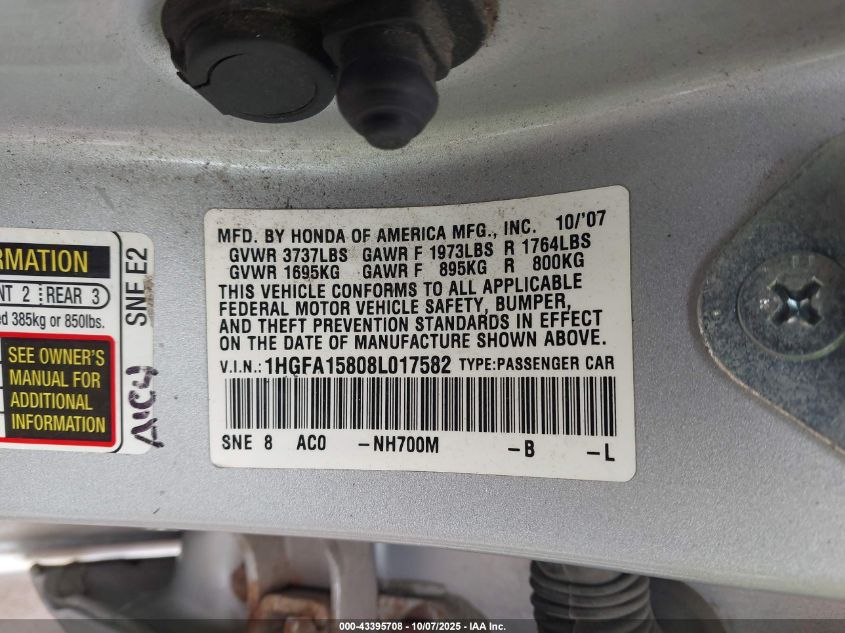 RMATION
NT 2 REAR 3
ed 385kg or 850lbs.
SEE OWNER'S
MANUAL FOR
ADDITIONAL
INFORMATION
SNE E2
MFD. BY HONDA OF AMERICA MFG., INC. 10/'07
GVWR 3737LBS GAWR F 1973LBS R 1764LBS
GVWR 1695KG GAWR F 895KG R 800KG
THIS VEHICLE CONFORMS TO ALL APPLICABLE
FEDERAL MOTOR VEHICLE SAFETY, BUMPER,
AND THEFT PREVENTION STANDARDS IN EFFECT
ON THE DATE OF MANUFACTURE SHOWN ABOVE.
V.I.N.: 1HGFA15808L017582 TYPE: PASSENGER CAR
SNE 8 AC0 -NH700M -B -L
000-43395708 - 10/07/2025 - IAA, Inc.